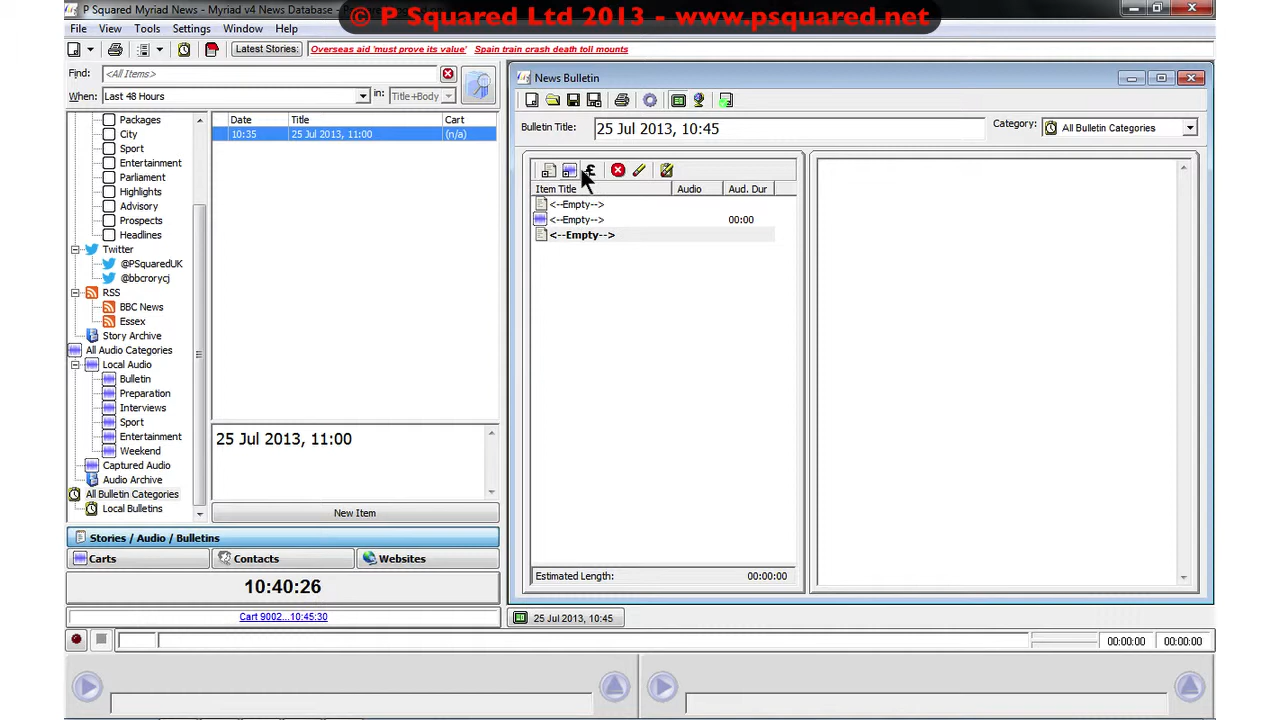 P Squared Myriad News - Myriad v4 News Database -
© P Squared Ltd 2013 - www.psquared.net
File View Tools Settings Window Help
Latest Stories: Overseas aid 'must prove its value' Spain train crash death toll mounts
Find: <All Items>
When: Last 48 Hours in: Title+Body
Packages
City
Sport
Entertainment
Parliament
Highlights
Advisory
Prospects
Headlines
Twitter
@PSquaredUK
@bbcrorycj
RSS
BBC News
Essex
Story Archive
All Audio Categories
Local Audio
Bulletin
Preparation
Interviews
Sport
Entertainment
Weekend
Captured Audio
Audio Archive
All Bulletin Categories
Local Bulletins
Date Title Cart
10:35 25 Jul 2013, 11:00 (n/a)
25 Jul 2013, 11:00
New Item
Stories / Audio / Bulletins
Carts Contacts Websites
10:40:26
Cart 9002...10:45:30
News Bulletin
Bulletin Title: 25 Jul 2013, 10:45 Category: All Bulletin Categories
Item Title Audio Aud. Dur
<--Empty-->
<--Empty--> 00:00
<--Empty-->
Estimated Length: 00:00:00
25 Jul 2013, 10:45
00:00:00 00:00:00